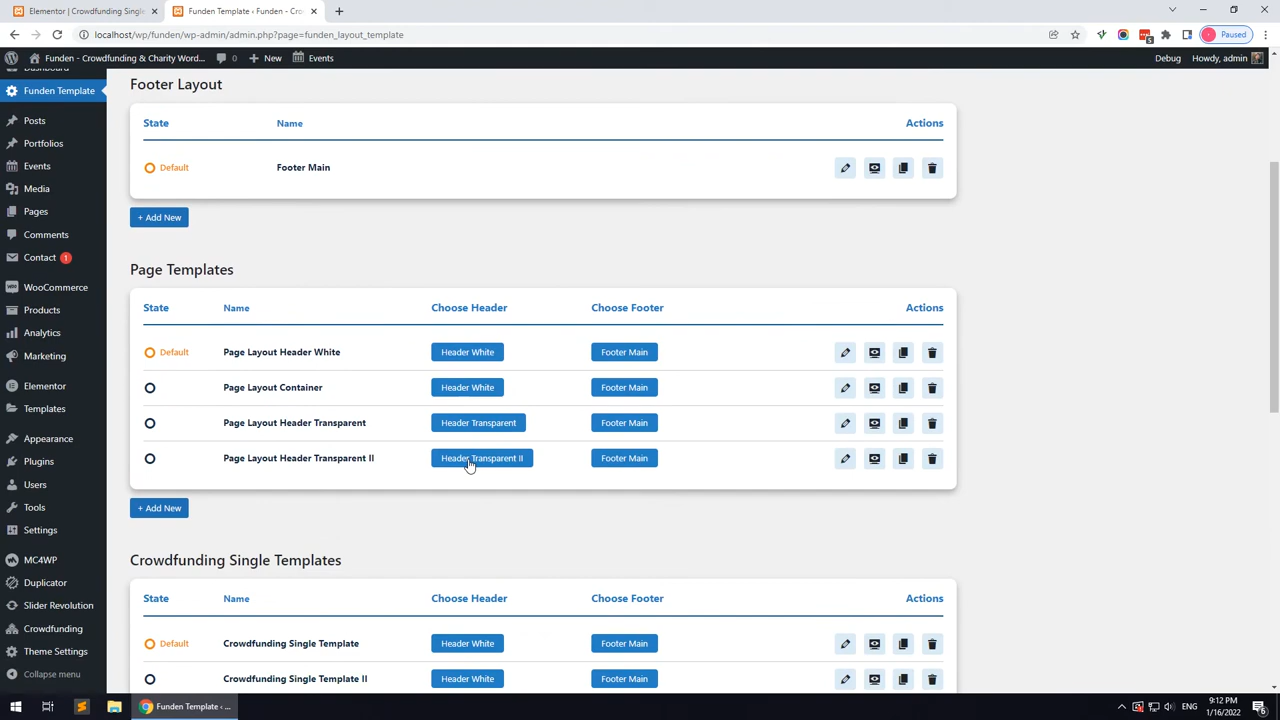 Elementor | Crowdfunding Single
Funden Template ‹ Funden - Cro
localhost/wp/funden/wp-admin/admin.php?page=funden_layout_template
5
Paused
Funden - Crowdfunding & Charity Word...
0
New
Events
Debug
Howdy, admin
Dashboard
Funden Template
Posts
Portfolios
Events
Media
Pages
Comments
Contact 1
WooCommerce
Products
Analytics
Marketing
Elementor
Templates
Appearance
Plugins
Users
Tools
Settings
MC4WP
Duplicator
Slider Revolution
Crowdfunding
Theme Settings
Collapse menu
Footer Layout
State Name Actions
Default Footer Main
+ Add New
Page Templates
State Name Choose Header Choose Footer Actions
Default Page Layout Header White Header White Footer Main
Page Layout Container Header White Footer Main
Page Layout Header Transparent Header Transparent Footer Main
Page Layout Header Transparent II Header Transparent II Footer Main
+ Add New
Crowdfunding Single Templates
State Name Choose Header Choose Footer Actions
Default Crowdfunding Single Template Header White Footer Main
Crowdfunding Single Template II Header White Footer Main
Funden Template ‹ ...
ENG
9:12 PM
1/16/2022
6